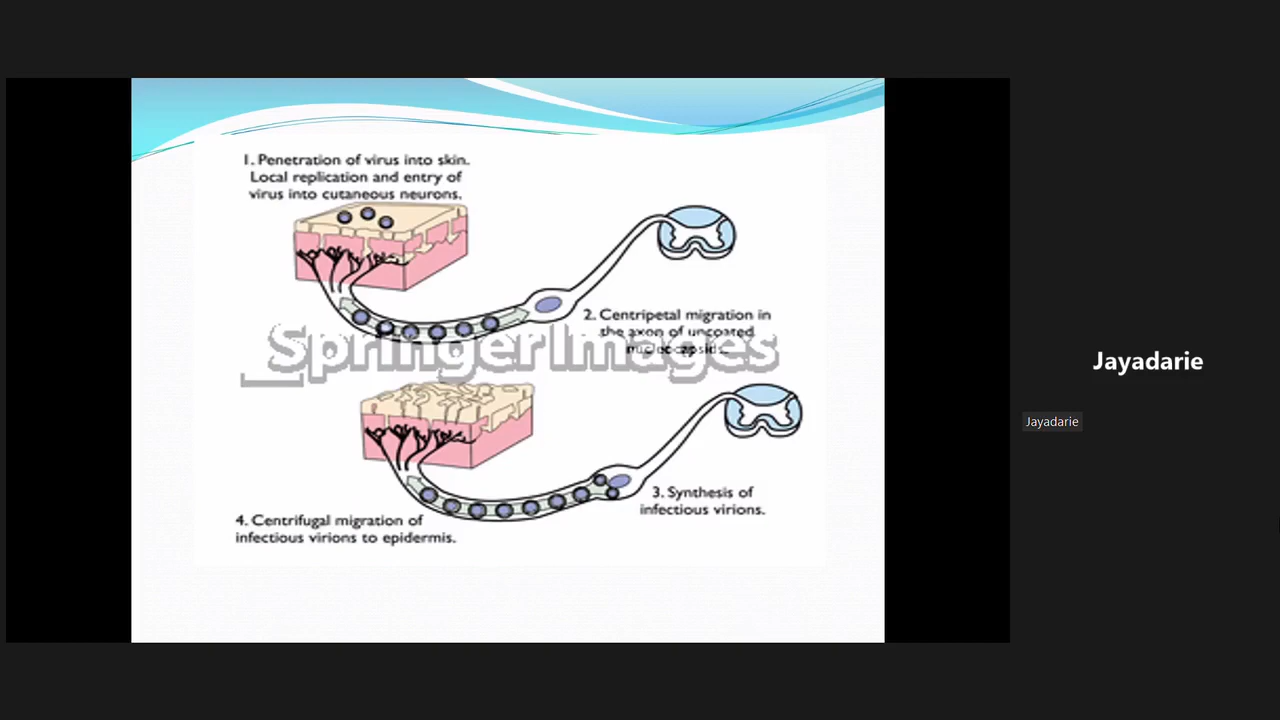 1. Penetration of virus into skin.
Local replication and entry of
virus into cutaneous neurons.
2. Centripetal migration in
the axon of uncoated
nucleocapsids.
SpringerImages
3. Synthesis of
infectious virions.
4. Centrifugal migration of
infectious virions to epidermis.
Jayadarie
Jayadarie